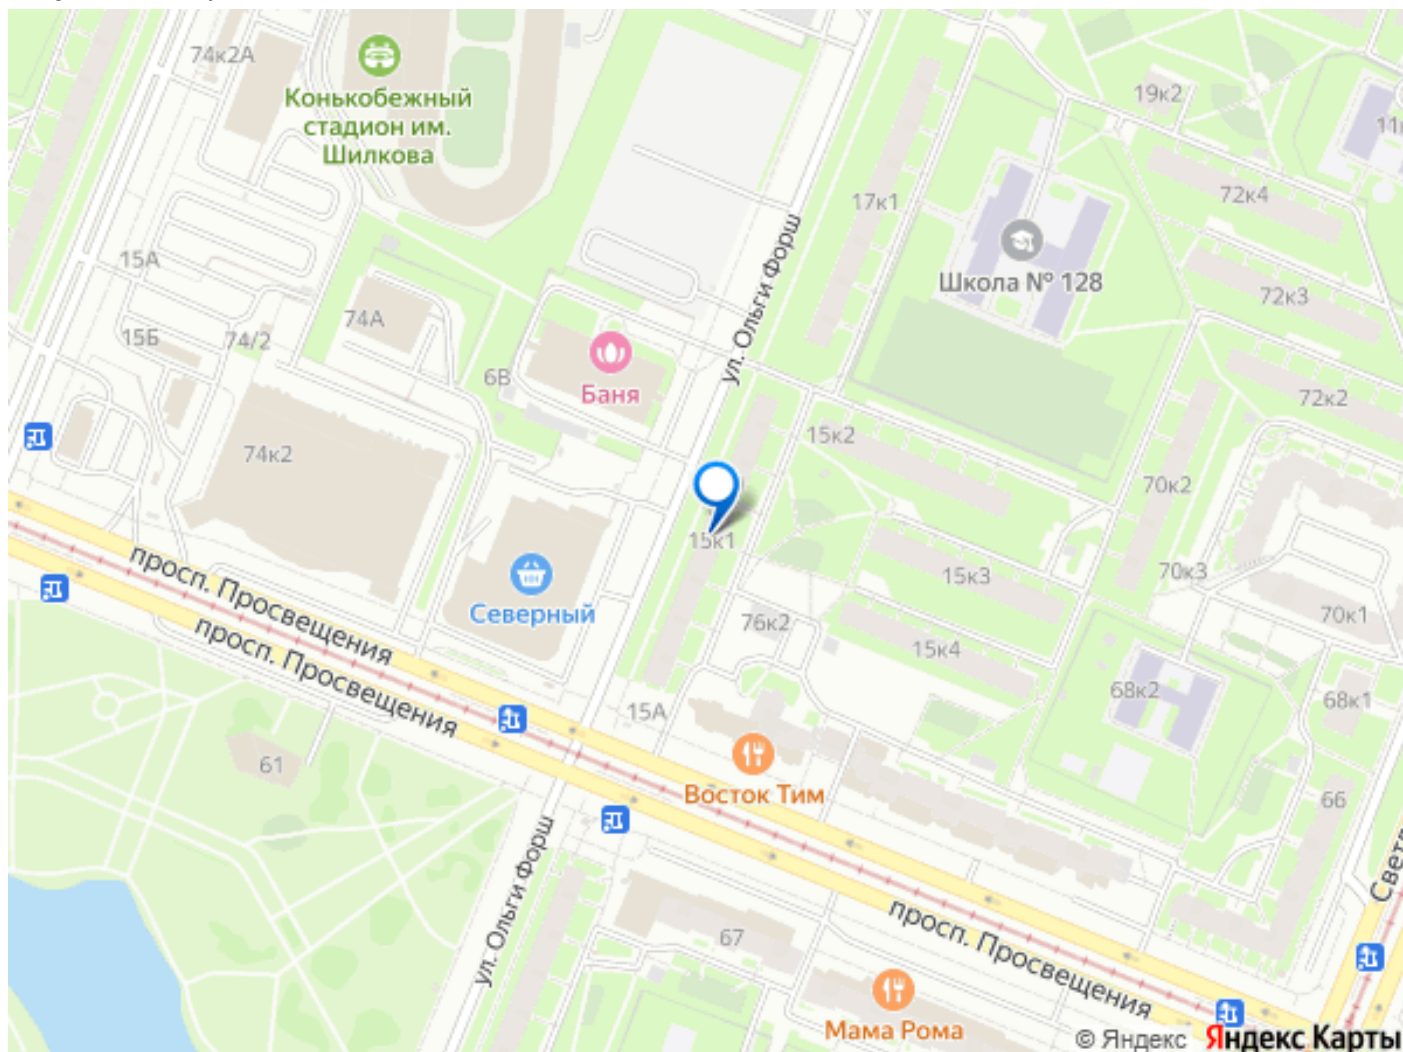 74к2А
Конькобежный
стадион им.
Шилкова
19к2
17к1
72к4
Школа № 128
72к3
15А
15Б
74/2
74А
6В
Баня
ул. Ольги Форш
72к2
15к2
74к2
70к2
15к1
15к3
70к3
70к1
Северный
76к2
15к4
68к2
68к1
просп. Просвещения
просп. Просвещения
15А
61
Восток Тим
66
ул. Ольги Форш
67
просп. Просвещения
Мама Рома
© Яндекс Яндекс Карты